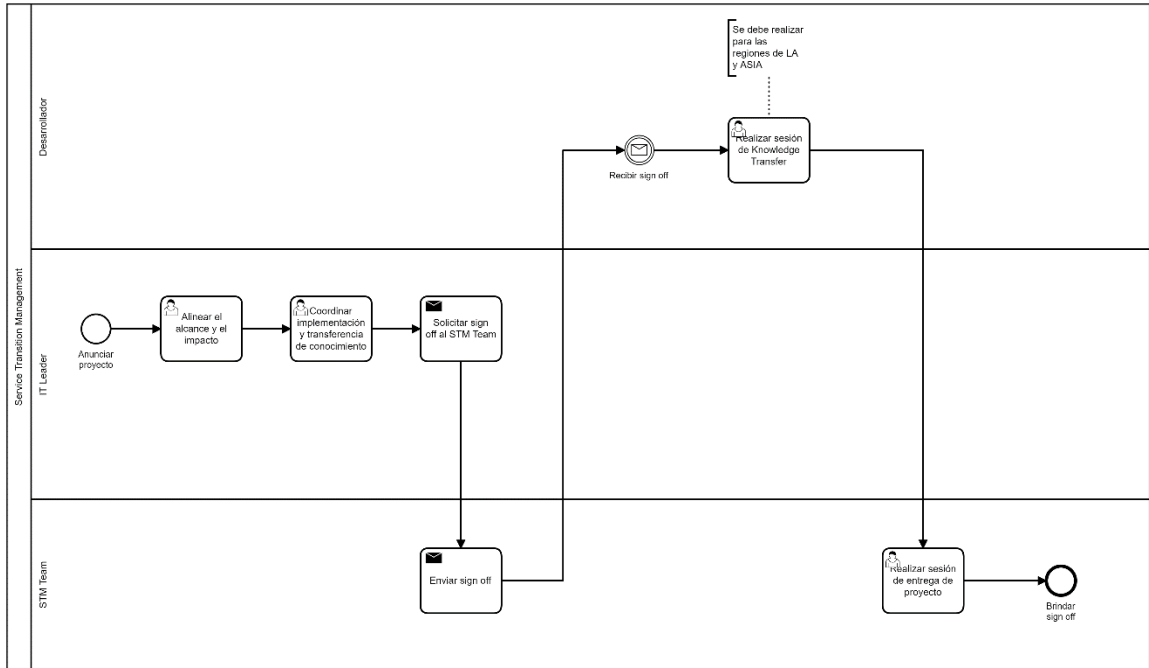 Service Transition Management
Desarrollador
Se debe realizar
para las
regiones de LA
y ASIA
Recibir sign off
Realizar sesión
de Knowledge
Transfer
IT Leader
Anunciar
proyecto
Alinear el
alcance y el
impacto
Coordinar
implementación
y transferencia
de conocimiento
Solicitar sign
off al STM Team
STM Team
Enviar sign off
Realizar sesión
de entrega de
proyecto
Brindar
sign off